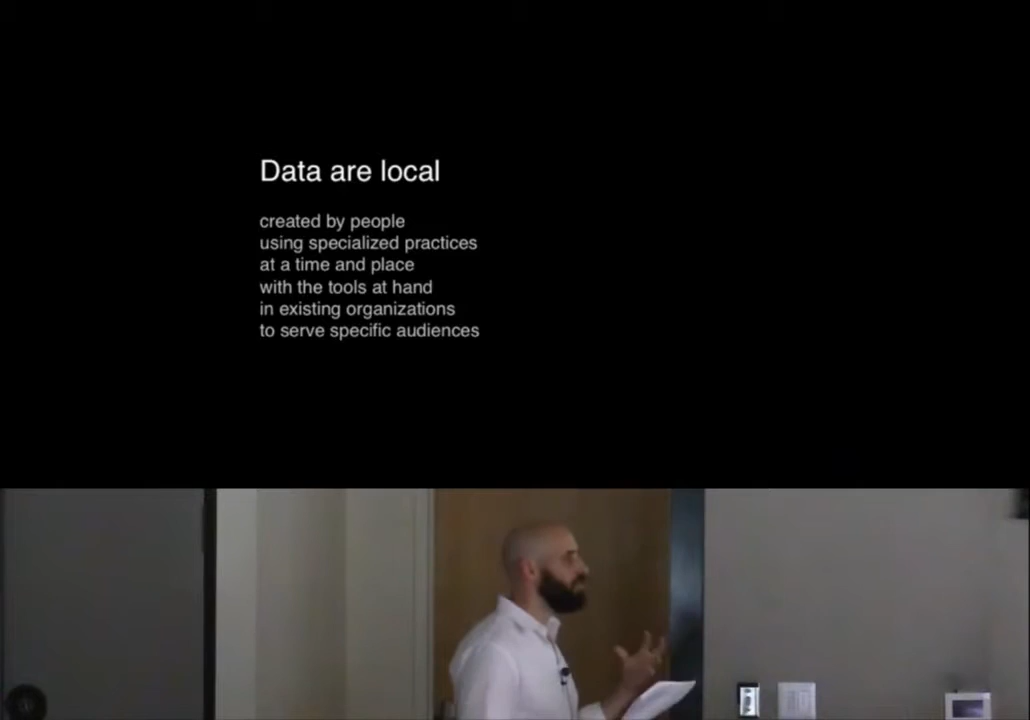 Data are local
created by people
using specialized practices
at a time and place
with the tools at hand
in existing organizations
to serve specific audiences